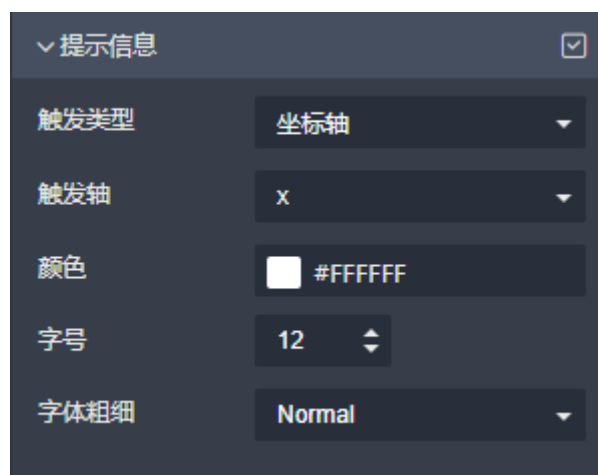 提示信息
触发类型 坐标轴
触发轴 x
颜色 #FFFFFF
字号 12
字体粗细 Normal